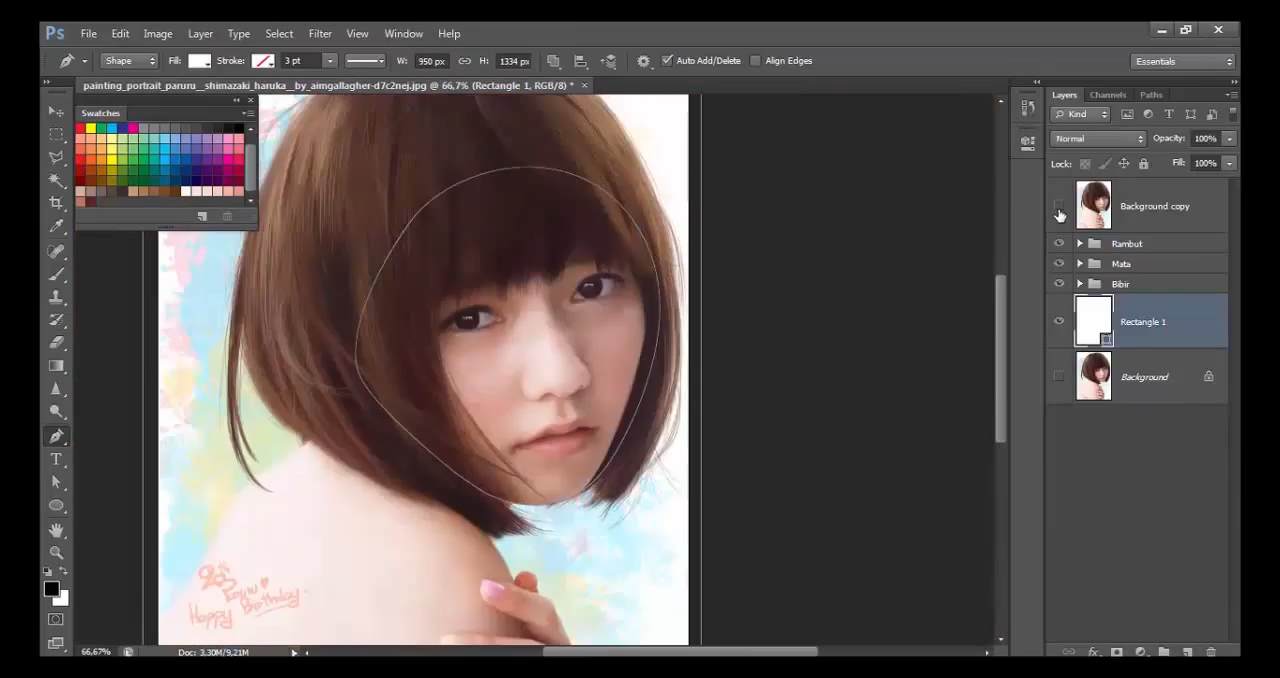 Ps File Edit Image Layer Type Select Filter View Window Help
Shape Fill: Stroke: 3 pt W: 950 px H: 1334 px Auto Add/Delete Align Edges Essentials
painting_portrait_paruru__shimazaki_haruka__by_aimgallagher-d7c2nej.jpg @ 66,7% (Rectangle 1, RGB/8) *
Swatches
Layers Channels Paths
Kind
Normal Opacity: 100%
Lock: Fill: 100%
Background copy
Rambut
Mata
Bibir
Rectangle 1
Background
Happy Birthday
66,67% Doc: 3,30M/9,21M